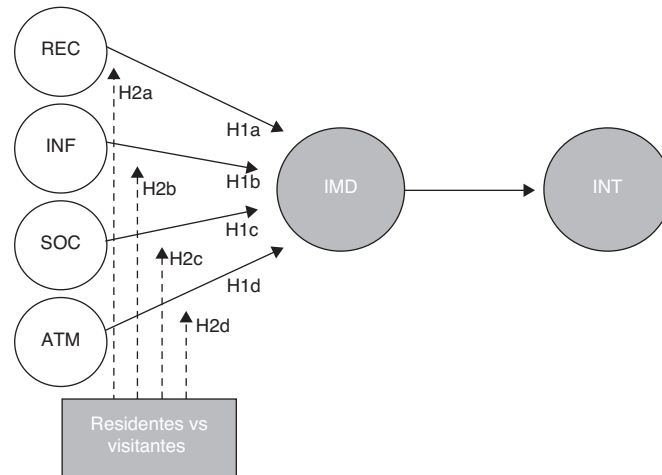 REC
H2a
H1a
INF
H1b
H2b
IMD
INT
SOC
H1c
H2c
H1d
ATM
H2d
Residentes vs
visitantes